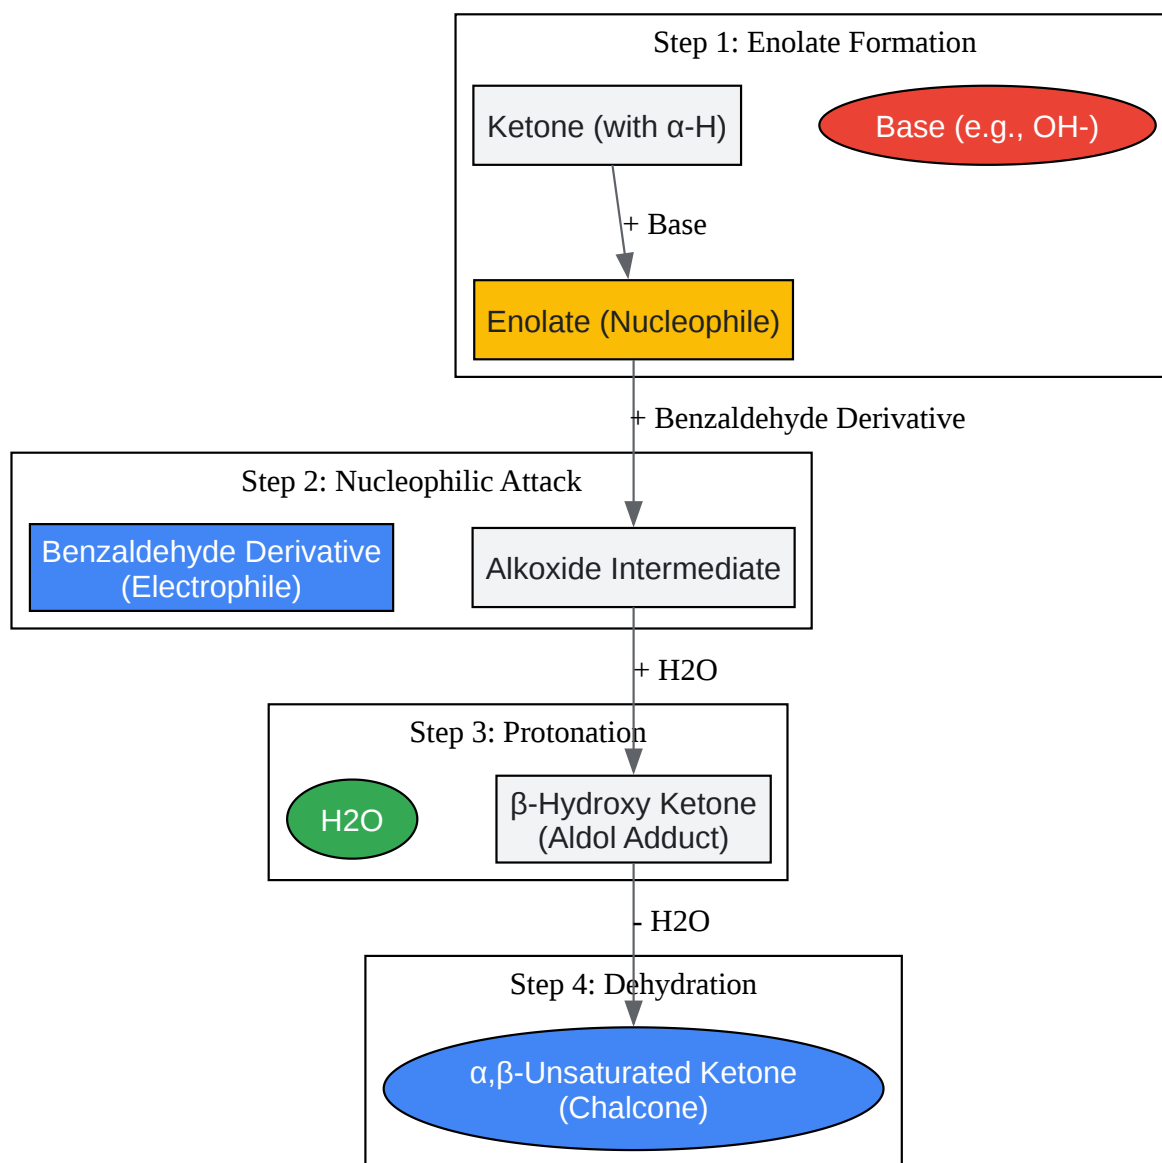 Step 1: Enolate Formation
Ketone (with α-H)
Base (e.g., OH-)
+ Base
Enolate (Nucleophile)
+ Benzaldehyde Derivative
Step 2: Nucleophilic Attack
Benzaldehyde Derivative
(Electrophile)
Alkoxide Intermediate
+ H2O
Step 3: Protonation
H2O
β-Hydroxy Ketone
(Aldol Adduct)
- H2O
Step 4: Dehydration
α,β-Unsaturated Ketone
(Chalcone)